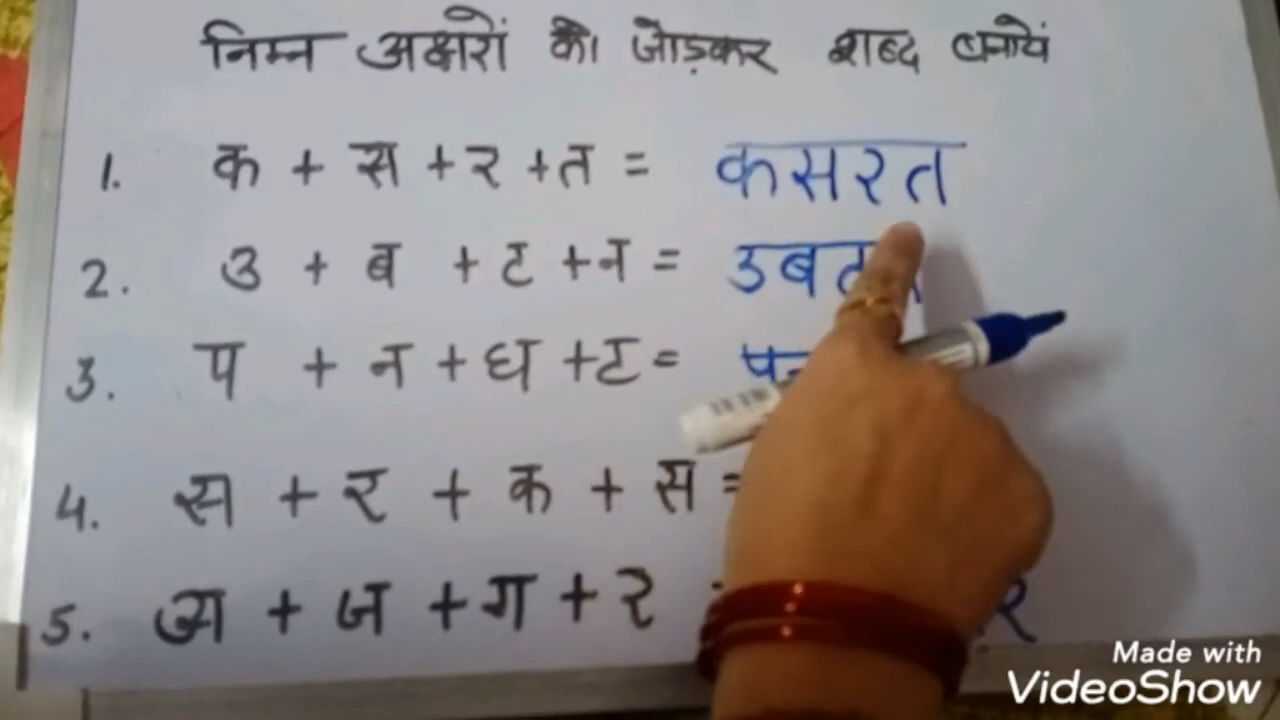 निम्न अक्षरों को जोड़कर शब्द बनायें
1. क + स + र + त = कसरत
2. उ + ब + ट + न =
3. प + न + घ + ट =
4. स + र + क + स =
5. अ + ज + ग + र
Made with
VideoShow